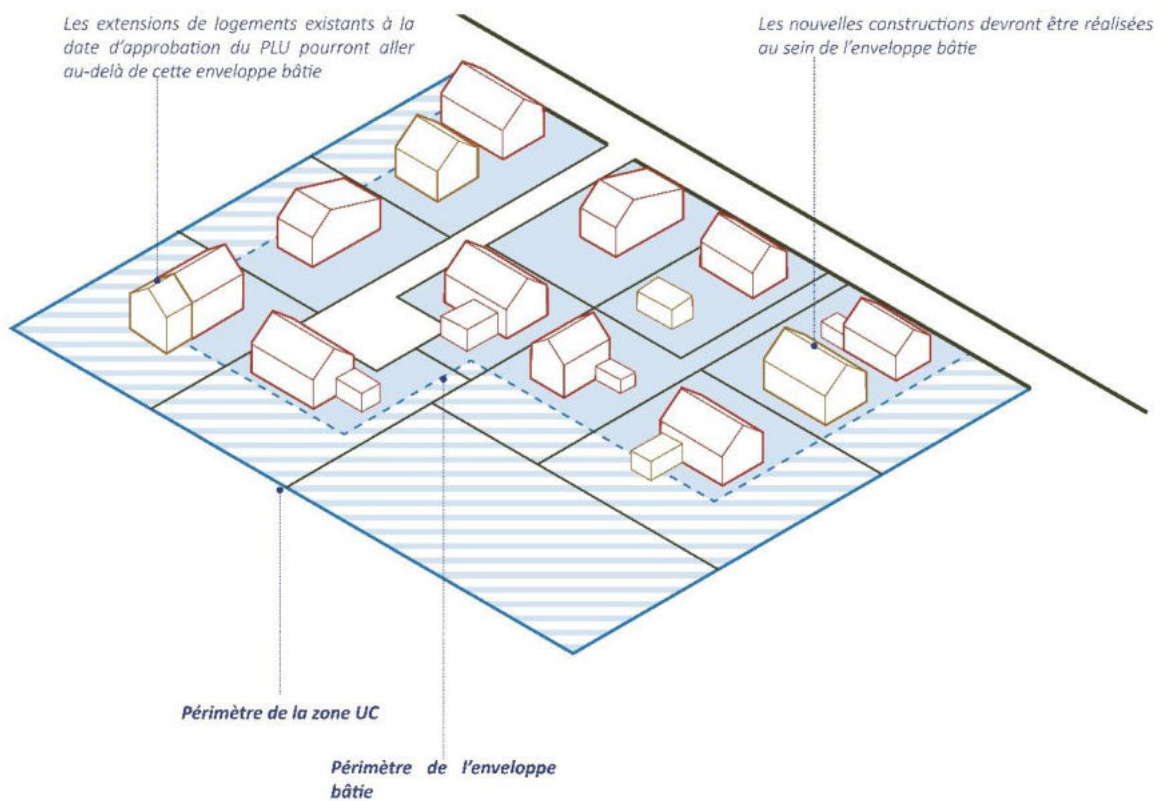 Les extensions de logements existants à la
date d'approbation du PLU pourront aller
au-delà de cette enveloppe bâtie
Les nouvelles constructions devront être réalisées
au sein de l'enveloppe bâtie
Périmètre de la zone UC
Périmètre de l'enveloppe
bâtie